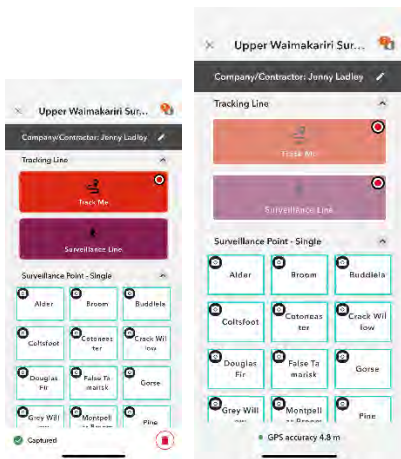 Upper Waimakariri Sur...
Company/Contractor: Jonny Ladley
Tracking Line
Track Me
Surveillance Line
Surveillance Point - Single
Alder
Broom
Buddleia
Coltsfoot
Cotoneas
ter
Crack Wil
low
Douglas
Fir
False Ta
marisk
Gorse
Grey Will
Montpell
Pine
Captured
Upper Waimakariri Sur...
Company/Contractor: Jonny Ladley
Tracking Line
Track Me
Surveillance Line
Surveillance Point - Single
Alder
Broom
Buddleia
Coltsfoot
Cotoneas
ter
Crack Wil
low
Douglas
Fir
False Ta
marisk
Gorse
Grey Will
Montpell
Pine
GPS accuracy 4.8 m